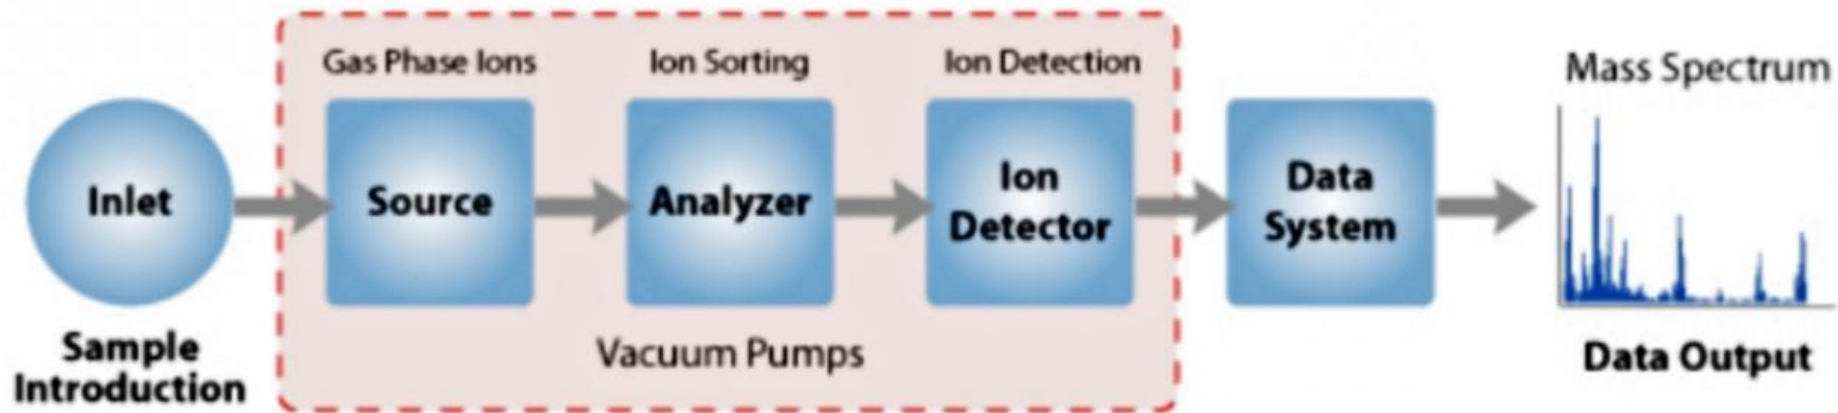 Gas Phase Ions
Ion Sorting
Ion Detection
Mass Spectrum
Inlet
Source
Analyzer
Ion
Detector
Data
System
Sample
Introduction
Vacuum Pumps
Data Output